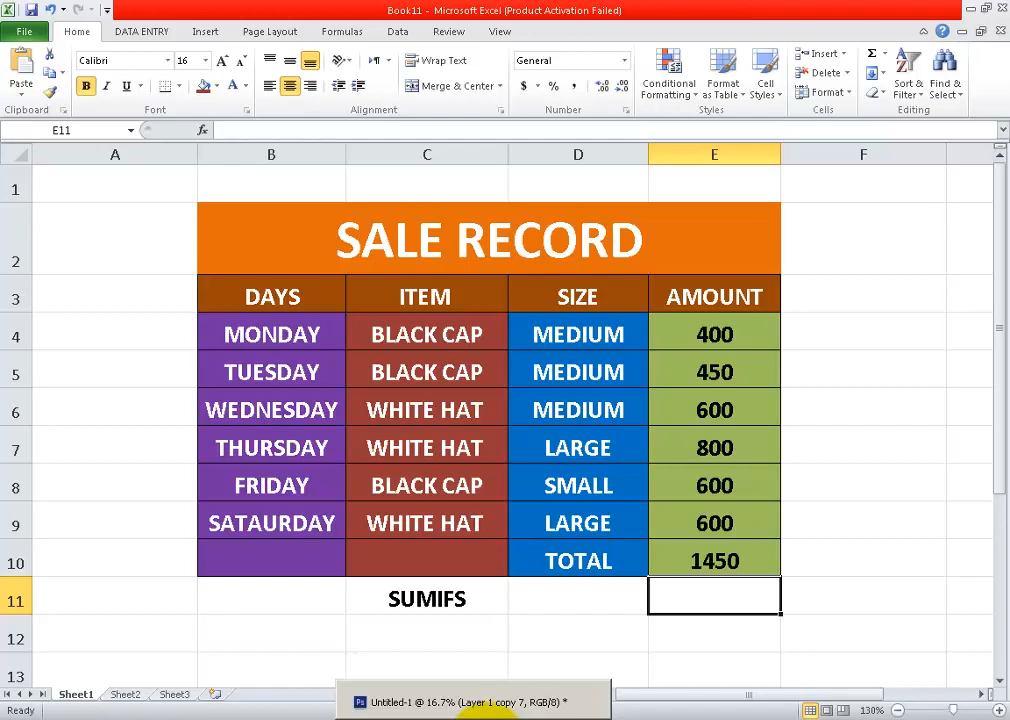 Book11 - Microsoft Excel (Product Activation Failed)
File Home DATA ENTRY Insert Page Layout Formulas Data Review View
Calibri 16 Wrap Text General Insert
Paste Conditional Format Cell Delete Sort & Find &
B I U Merge & Center $ % , Formatting as Table Styles Format Filter Select
Clipboard Font Alignment Number Styles Cells Editing
E11 fx
A B C D E F
1
2 SALE RECORD
3 DAYS ITEM SIZE AMOUNT
4 MONDAY BLACK CAP MEDIUM 400
5 TUESDAY BLACK CAP MEDIUM 450
6 WEDNESDAY WHITE HAT MEDIUM 600
7 THURSDAY WHITE HAT LARGE 800
8 FRIDAY BLACK CAP SMALL 600
9 SATAURDAY WHITE HAT LARGE 600
10 TOTAL 1450
11 SUMIFS
12
13
Sheet1 Sheet2 Sheet3
Ps Untitled-1 @ 16.7% (Layer 1 copy 7, RGB/8) *
Ready 130%